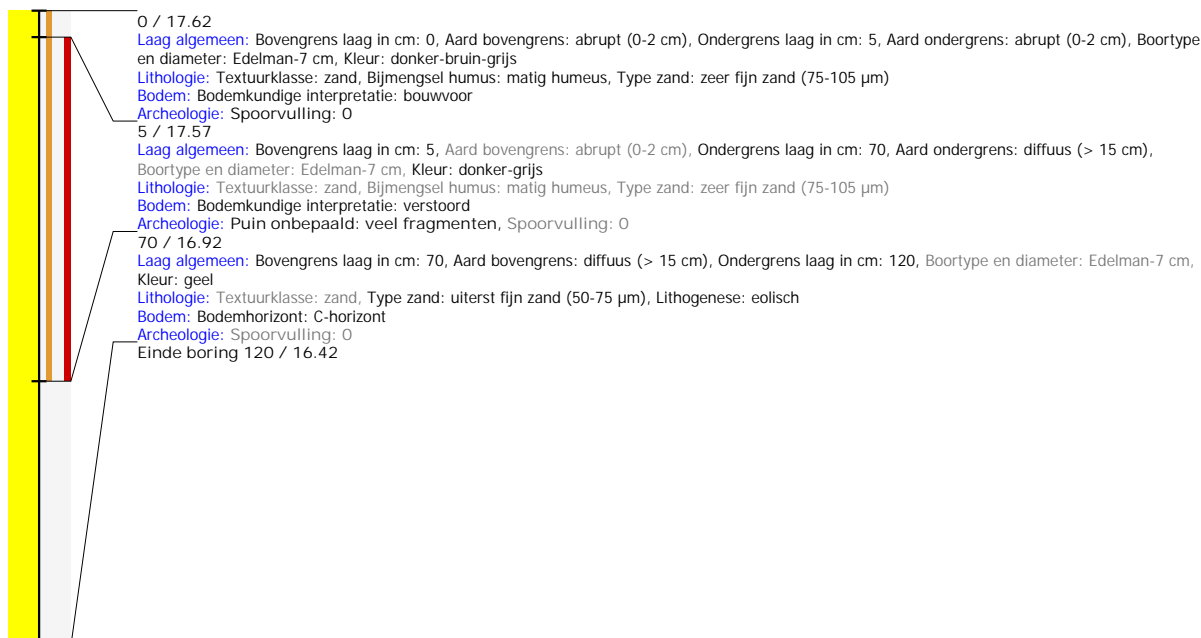 0 / 17.62
Laag algemeen: Bovengrens laag in cm: 0, Aard bovengrens: abrupt (0-2 cm), Ondergrens laag in cm: 5, Aard ondergrens: abrupt (0-2 cm), Boortype
en diameter: Edelman-7 cm, Kleur: donker-bruin-grijs
Lithologie: Textuurklasse: zand, Bijmengsel humus: matig humeus, Type zand: zeer fijn zand (75-105 µm)
Bodem: Bodemkundige interpretatie: bouwvoor
Archeologie: Spoorvulling: 0
5 / 17.57
Laag algemeen: Bovengrens laag in cm: 5, Aard bovengrens: abrupt (0-2 cm), Ondergrens laag in cm: 70, Aard ondergrens: diffuus (> 15 cm),
Boortype en diameter: Edelman-7 cm, Kleur: donker-grijs
Lithologie: Textuurklasse: zand, Bijmengsel humus: matig humeus, Type zand: zeer fijn zand (75-105 µm)
Bodem: Bodemkundige interpretatie: verstoord
Archeologie: Puin onbepaald: veel fragmenten, Spoorvulling: 0
70 / 16.92
Laag algemeen: Bovengrens laag in cm: 70, Aard bovengrens: diffuus (> 15 cm), Ondergrens laag in cm: 120, Boortype en diameter: Edelman-7 cm,
Kleur: geel
Lithologie: Textuurklasse: zand, Type zand: uiterst fijn zand (50-75 µm), Lithogenese: eolisch
Bodem: Bodemhorizont: C-horizont
Archeologie: Spoorvulling: 0
Einde boring 120 / 16.42